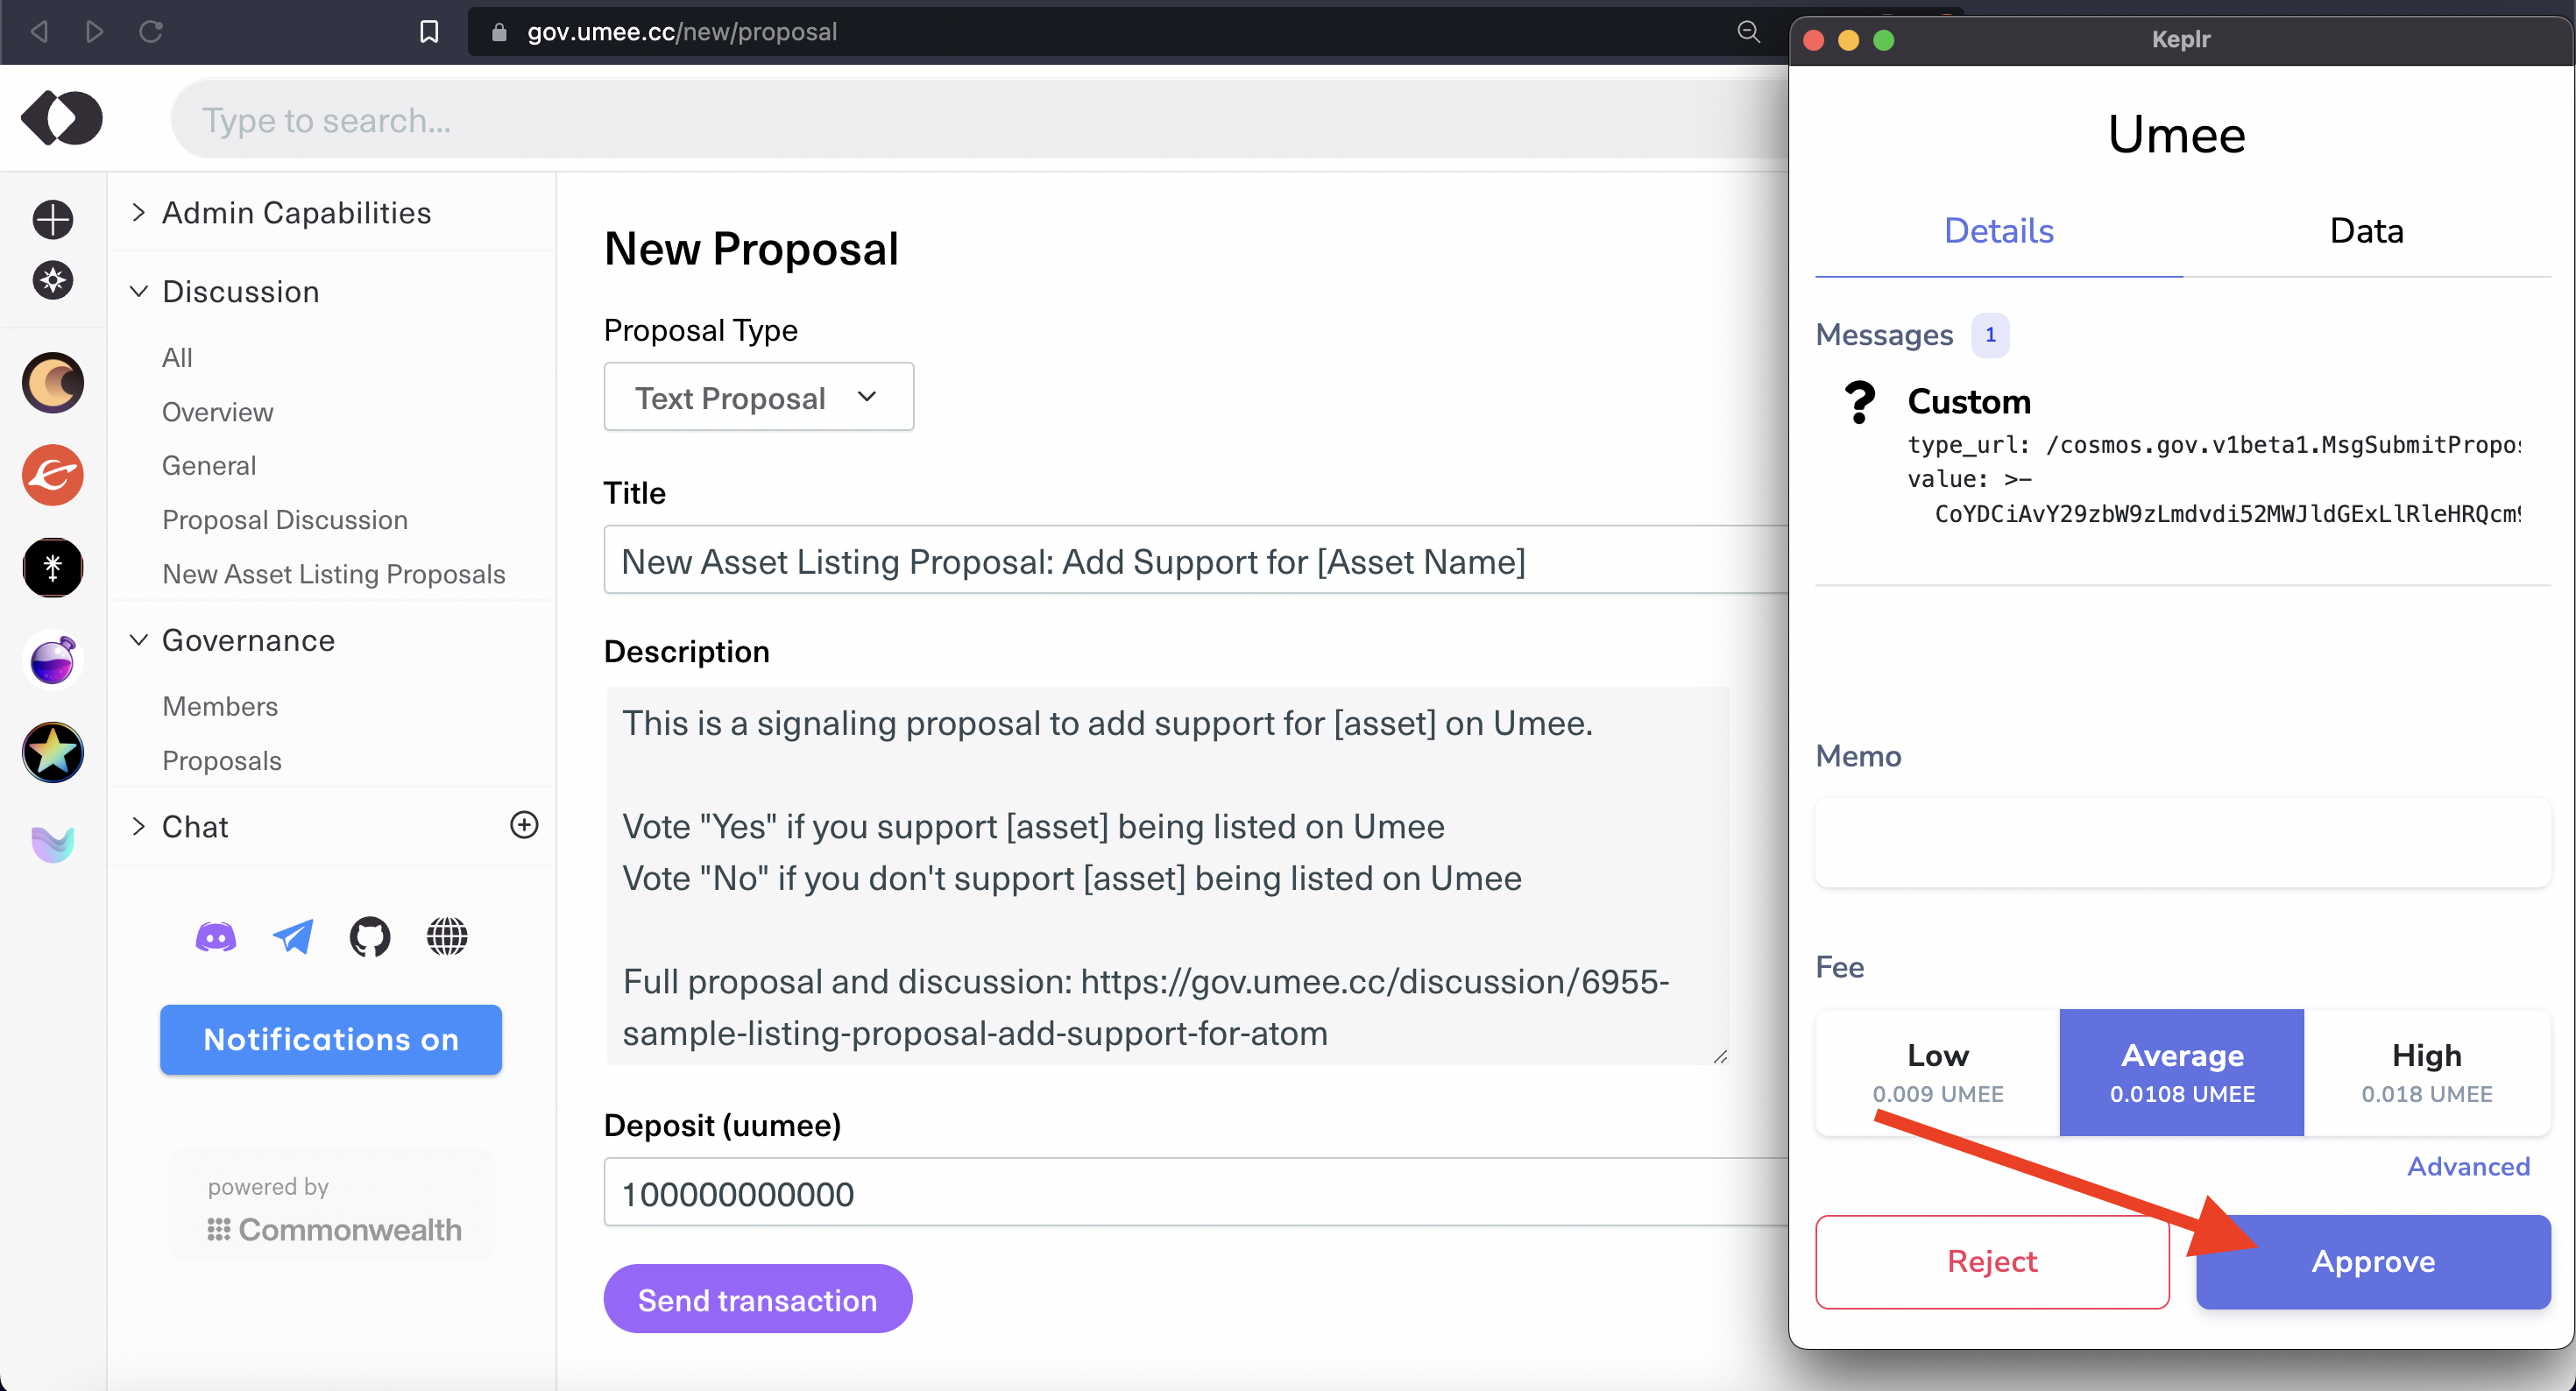 gov.umee.cc/new/proposal
Type to search...
Admin Capabilities
Discussion
All
Overview
General
Proposal Discussion
New Asset Listing Proposals
Governance
Members
Proposals
Chat
Notifications on
powered by
Commonwealth
New Proposal
Proposal Type
Text Proposal
Title
New Asset Listing Proposal: Add Support for [Asset Name]
Description
This is a signaling proposal to add support for [asset] on Umee.
Vote "Yes" if you support [asset] being listed on Umee
Vote "No" if you don't support [asset] being listed on Umee
Full proposal and discussion: https://gov.umee.cc/discussion/6955-
sample-listing-proposal-add-support-for-atom
Deposit (uumee)
100000000000
Send transaction
Keplr
Umee
Details
Data
Messages 1
? Custom
type_url: /cosmos.gov.v1beta1.MsgSubmitPropo
value: >-
Memo
Fee
Low
0.009 UMEE
Average
0.0108 UMEE
High
0.018 UMEE
Advanced
Reject
Approve